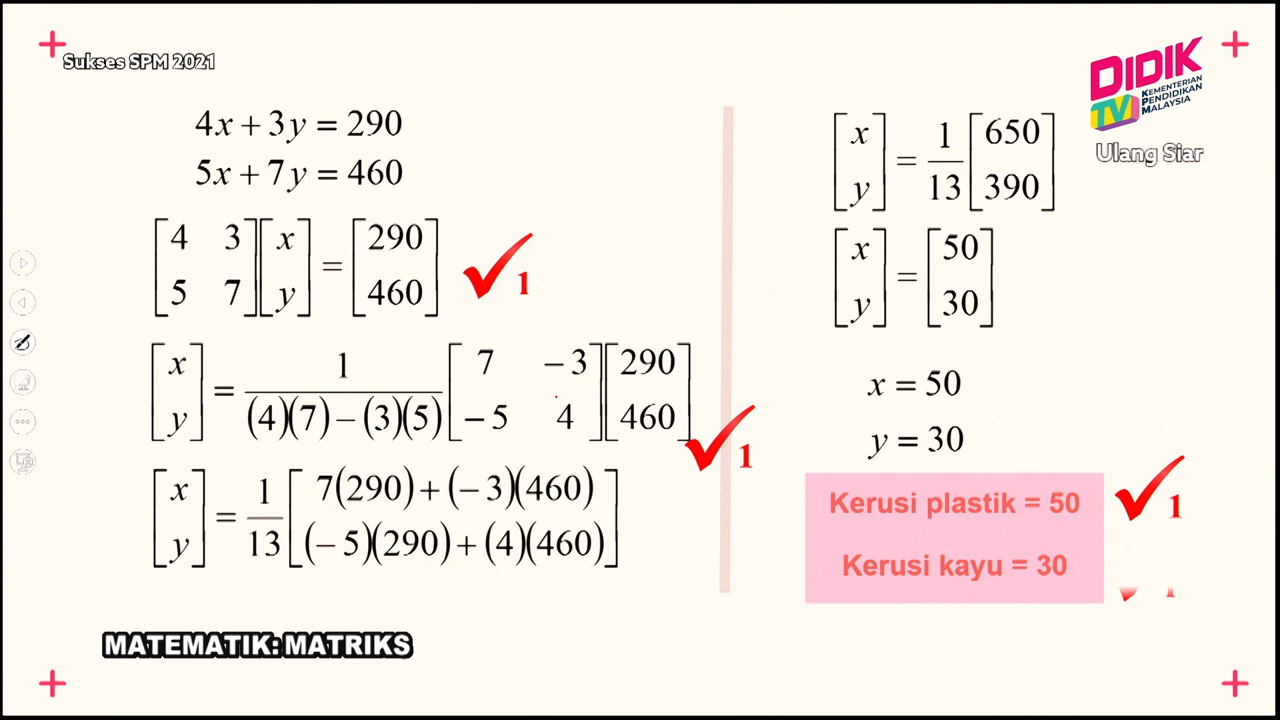 Sukses SPM 2021
DIDIK
TV
KEMENTERIAN
PENDIDIKAN
MALAYSIA
Ulang Siar
4x + 3y = 290
5x + 7y = 460
[4 3; 5 7][x; y] = [290; 460]
1
[x; y] = 1/((4)(7) − (3)(5)) [7 −3; −5 4][290; 460]
1
[x; y] = 1/13 [7(290) + (−3)(460); (−5)(290) + (4)(460)]
[x; y] = 1/13 [650; 390]
[x; y] = [50; 30]
x = 50
y = 30
Kerusi plastik = 50
1
Kerusi kayu = 30
MATEMATIK: MATRIKS